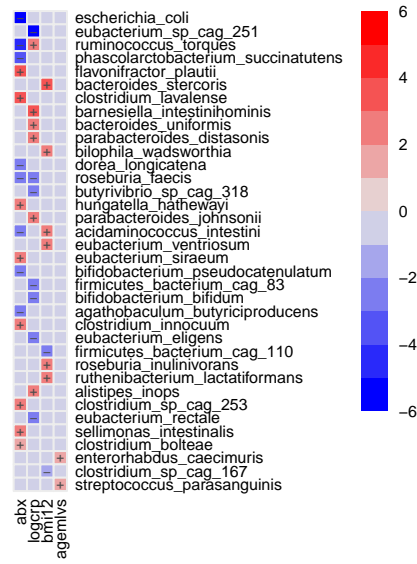 escherichia_coli
eubacterium_sp_cag_251
ruminococcus_torques
phascolarctobacterium_succinatutens
flavonifractor_plautii
bacteroides_stercoris
clostridium_lavalense
barnesiella_intestinihominis
bacteroides_uniformis
parabacteroides_distasonis
bilophila_wadsworthia
dorea_longicatena
roseburia_faecis
butyrivibrio_sp_cag_318
hungatella_hathewayi
parabacteroides_johnsonii
acidaminococcus_intestini
eubacterium_ventriosum
eubacterium_siraeum
bifidobacterium_pseudocatenulatum
firmicutes_bacterium_cag_83
bifidobacterium_bifidum
agathobaculum_butyriciproducens
clostridium_innocuum
eubacterium_eligens
firmicutes_bacterium_cag_110
roseburia_inulinivorans
ruthenibacterium_lactatiformans
alistipes_inops
clostridium_sp_cag_253
eubacterium_rectale
sellimonas_intestinalis
clostridium_bolteae
enterorhabdus_caecimuris
clostridium_sp_cag_167
streptococcus_parasanguinis
abx
logcrp
bmi12
agemlvs
6
4
2
0
−2
−4
−6